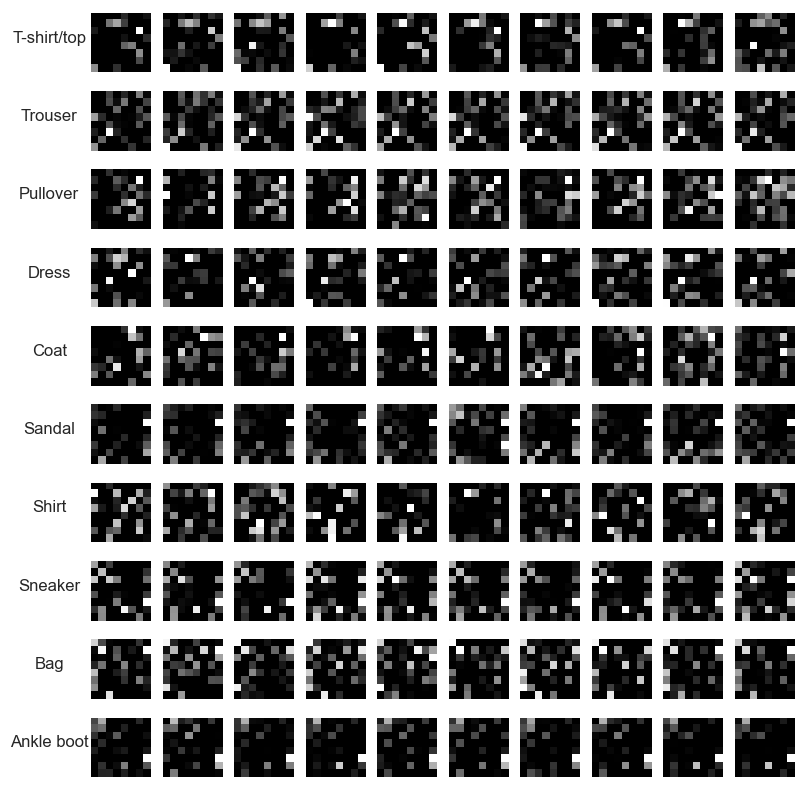 T-shirt/top
Trouser
Pullover
Dress
Coat
Sandal
Shirt
Sneaker
Bag
Ankle boot